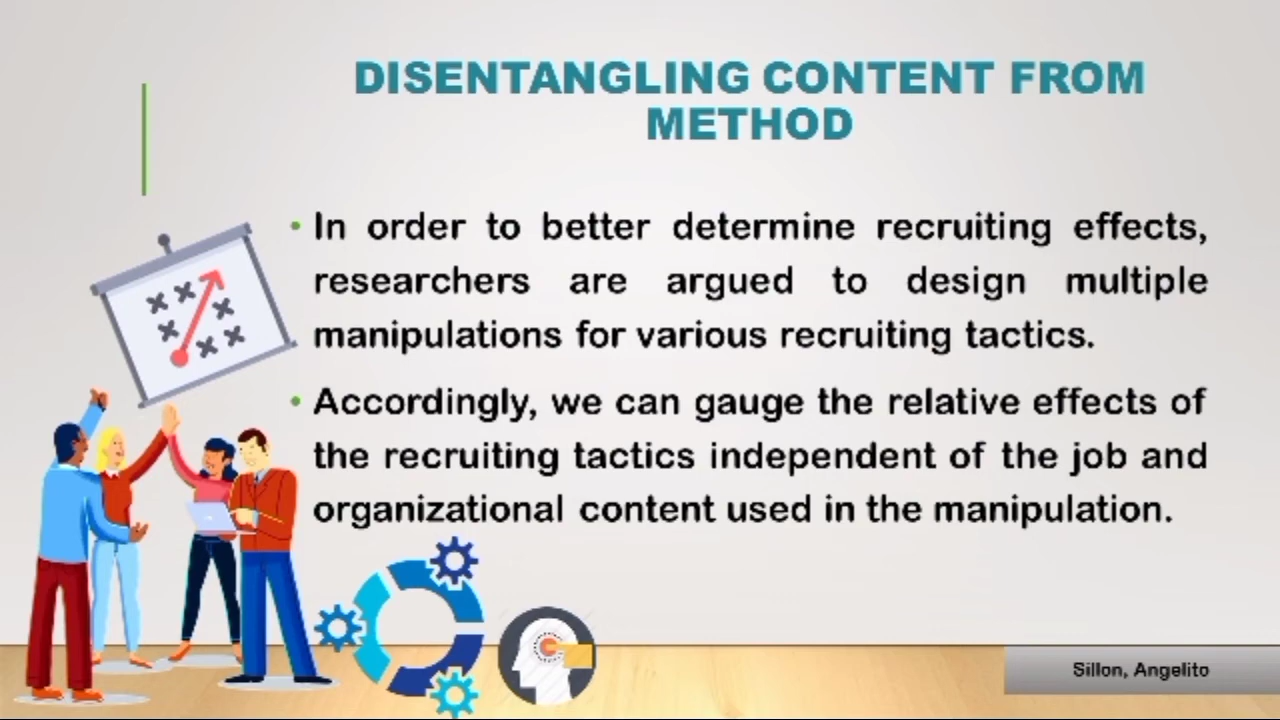 DISENTANGLING CONTENT FROM
METHOD
• In order to better determine recruiting effects,
researchers are argued to design multiple
manipulations for various recruiting tactics.
• Accordingly, we can gauge the relative effects of
the recruiting tactics independent of the job and
organizational content used in the manipulation.
Sillon, Angelito